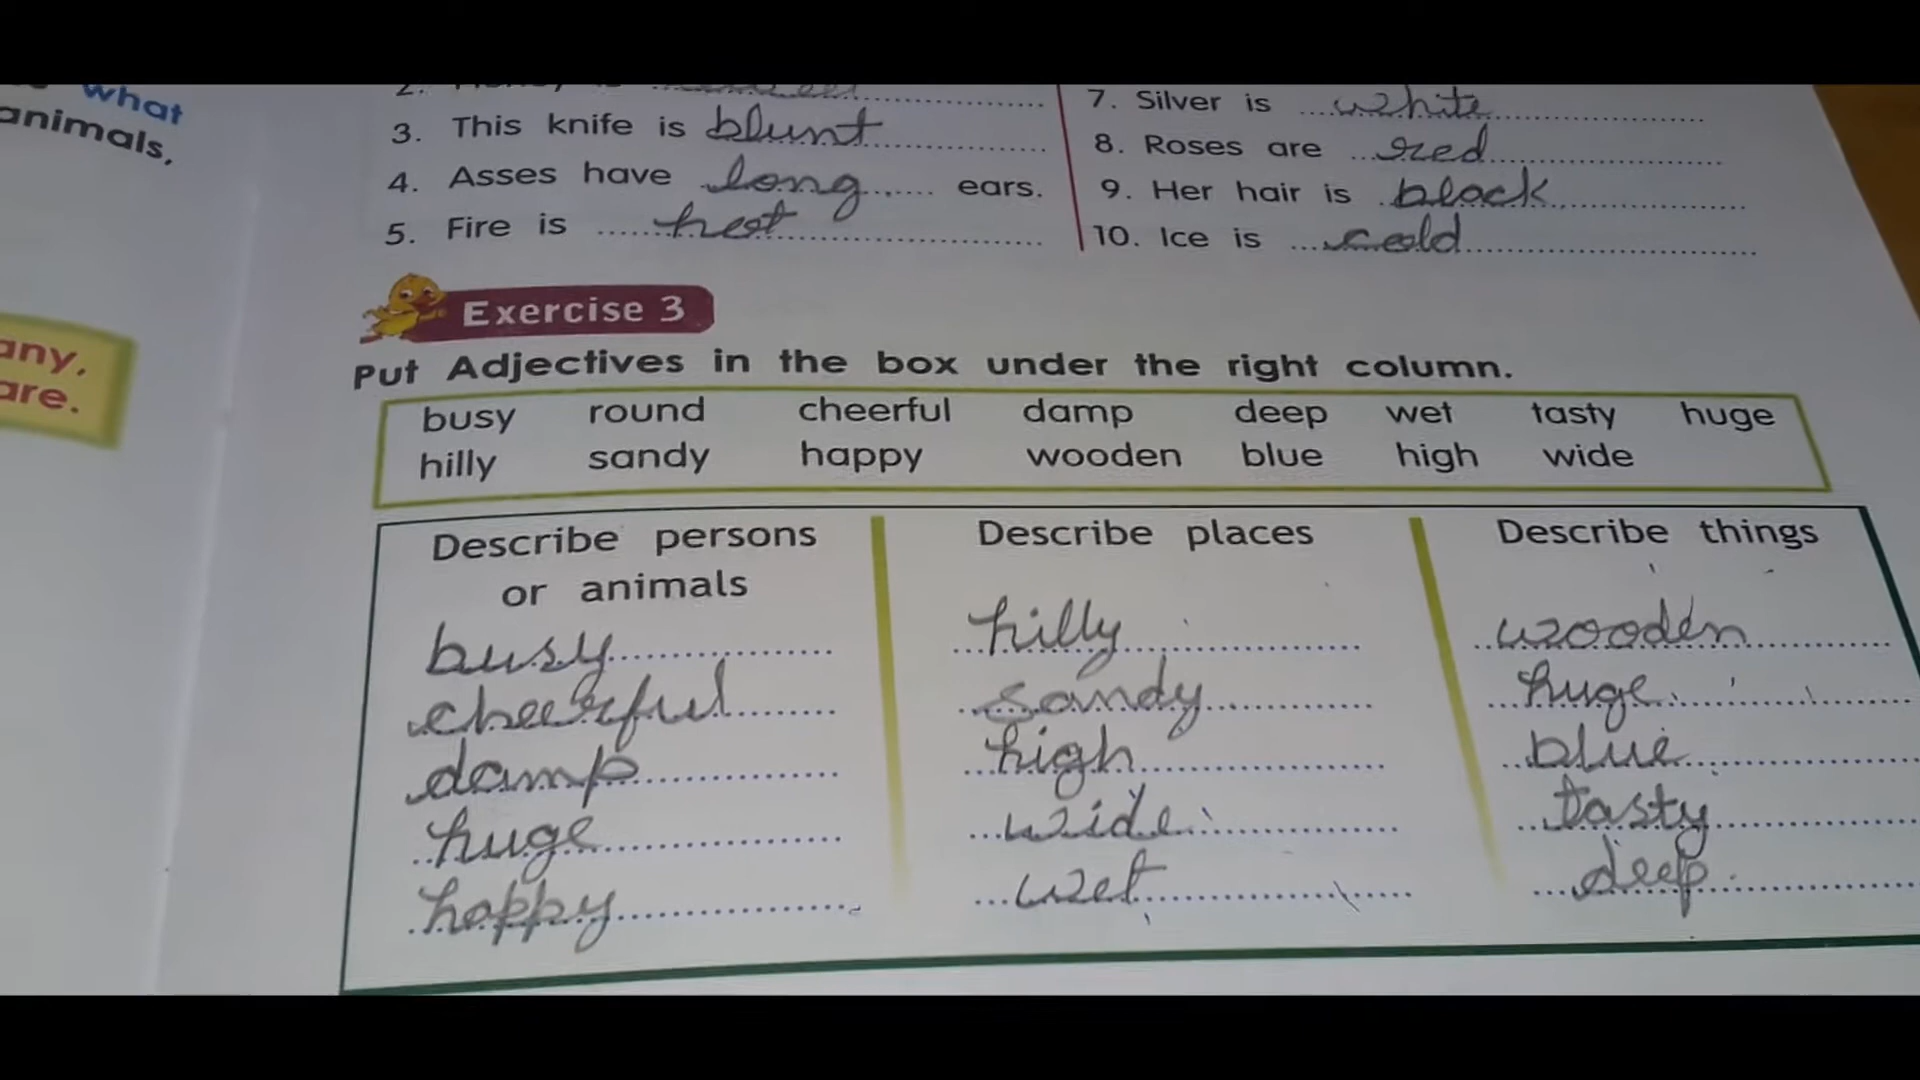 what
animals,
any,
are.
3. This knife is blunt
4. Asses have long ears.
5. Fire is hot
7. Silver is white
8. Roses are red
9. Her hair is black
10. Ice is cold
Exercise 3
Put Adjectives in the box under the right column.
busy round cheerful damp deep wet tasty huge
hilly sandy happy wooden blue high wide
Describe persons
or animals
busy
cheerful
damp
huge
happy
Describe places
hilly
sandy
high
wide
wet
Describe things
wooden
huge
blue
tasty
deep